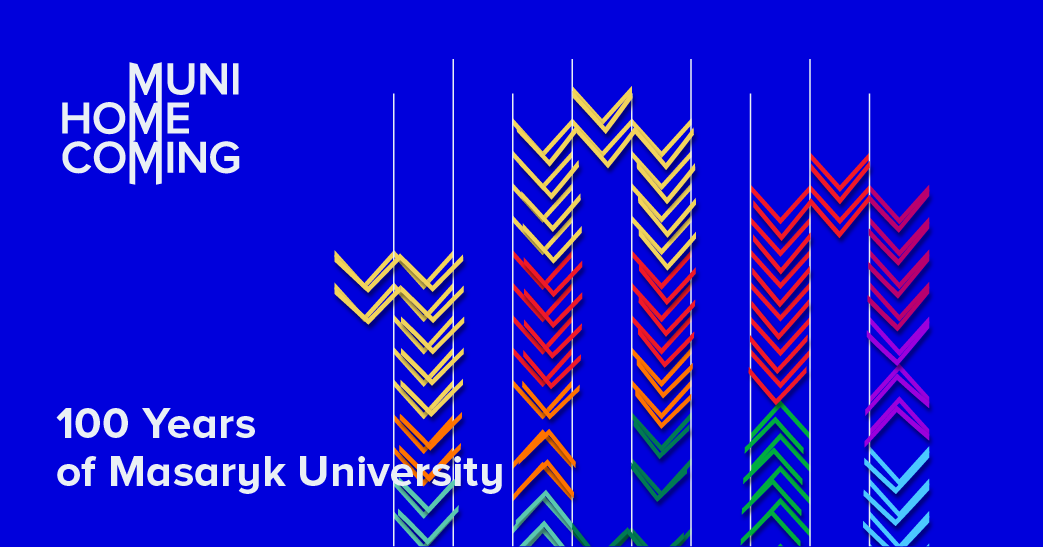 MUNI
HOME
COMING
100 Years
of Masaryk University